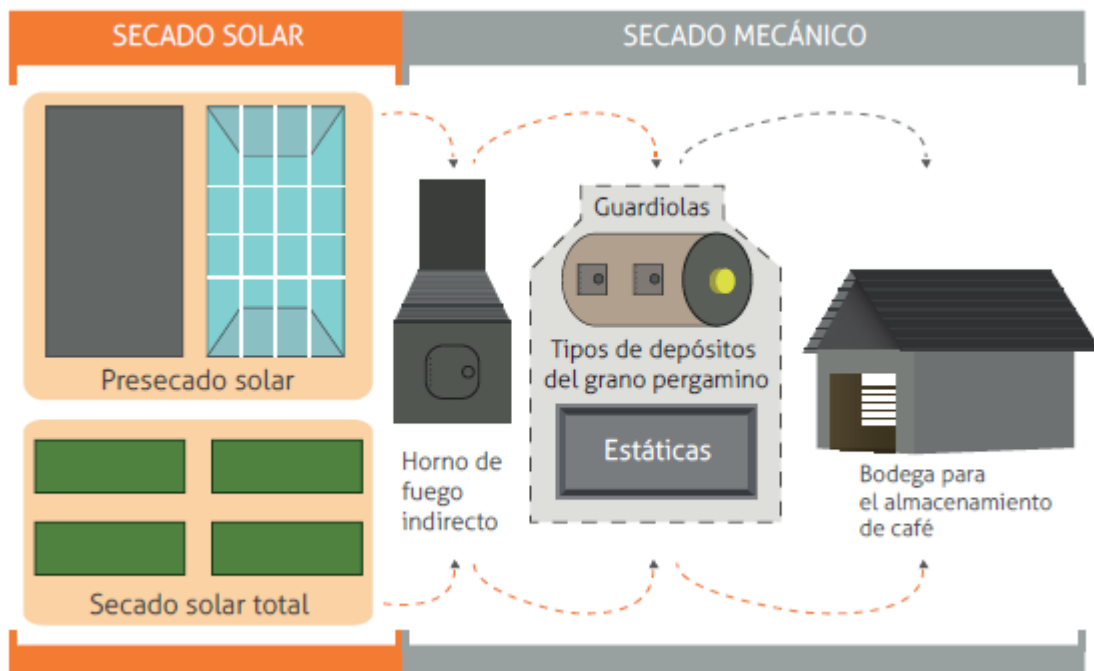 SECADO SOLAR
SECADO MECÁNICO
Presecado solar
Secado solar total
Horno de
fuego
indirecto
Guardiolas
Tipos de depósitos
del grano pergamino
Estáticas
Bodega para
el almacenamiento
de café